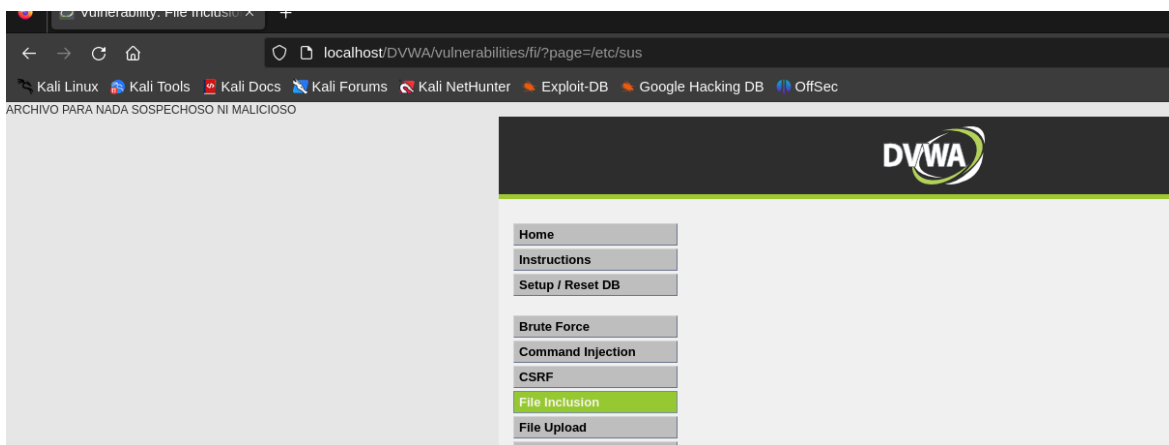 Vulnerability: File Inclusion
localhost/DVWA/vulnerabilities/fi/?page=/etc/sus
Kali Linux Kali Tools Kali Docs Kali Forums Kali NetHunter Exploit-DB Google Hacking DB OffSec
ARCHIVO PARA NADA SOSPECHOSO NI MALICIOSO
DVWA
Home
Instructions
Setup / Reset DB
Brute Force
Command Injection
CSRF
File Inclusion
File Upload